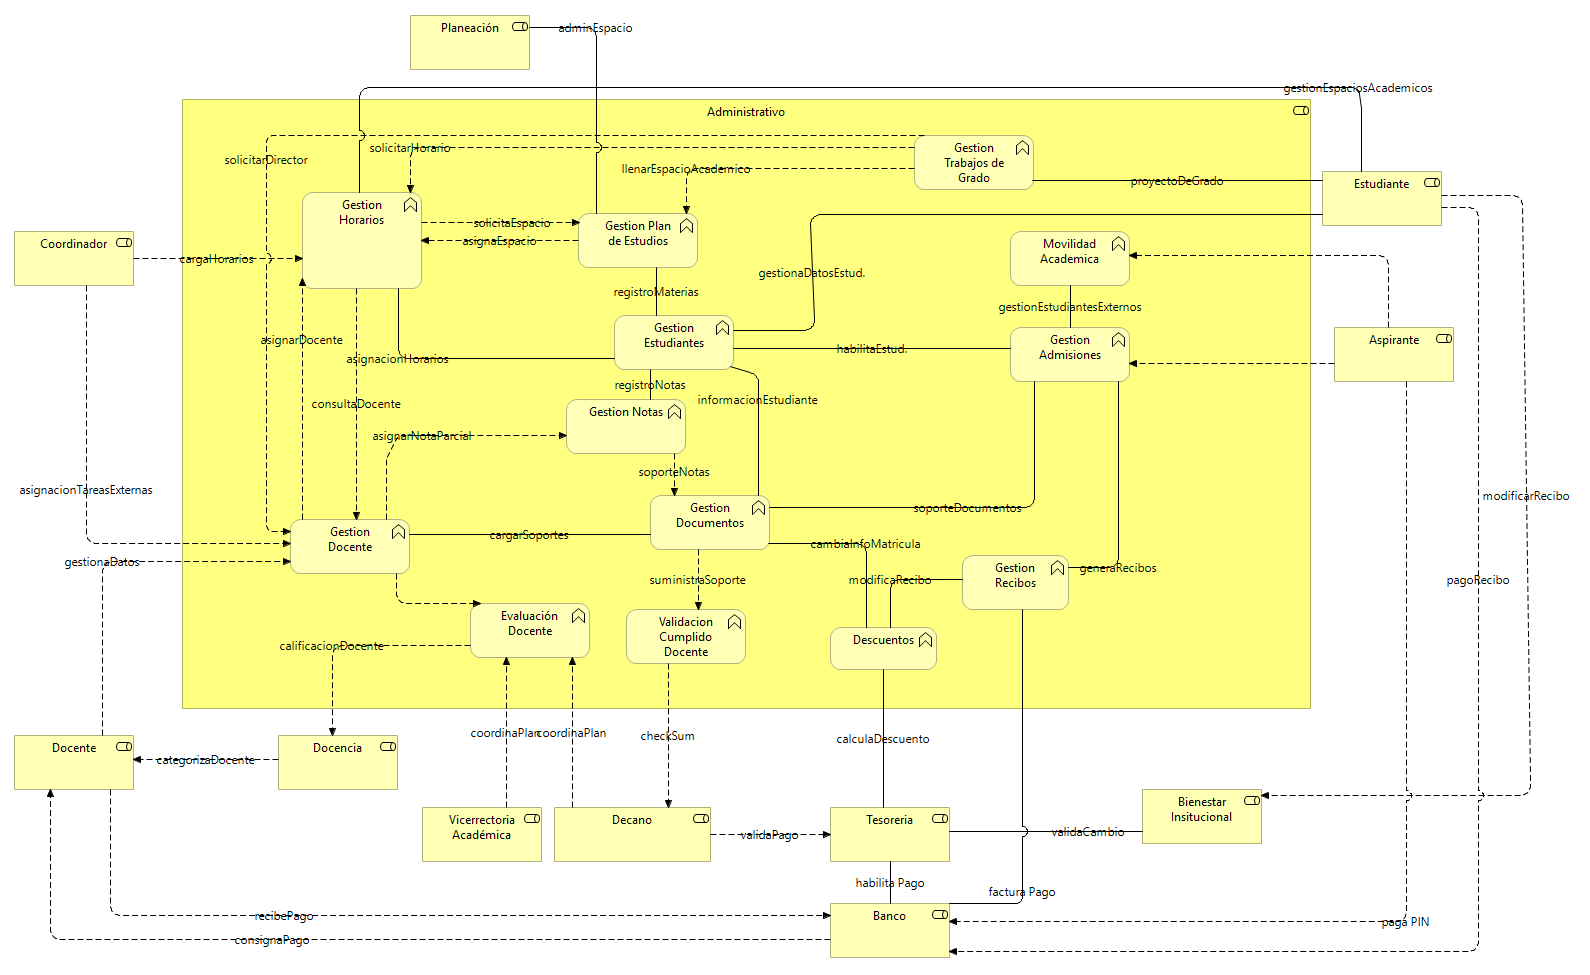 Planeación
adminEspacio
gestionEspaciosAcademicos
Administrativo
Gestion
Trabajos de
Grado
solicitarHorario
solicitarDirector
llenarEspacioAcademico
proyectoDeGrado
Estudiante
Gestion
Horarios
solicitaEspacio
Gestion Plan
de Estudios
asignaEspacio
Coordinador
cargaHorarios
Movilidad
Academica
gestionaDatosEstud.
registroMaterias
gestionEstudiantesExternos
Gestion
Estudiantes
Gestion
Admisiones
Aspirante
asignarDocente
habilitaEstud.
asignacionHorarios
registroNotas
informacionEstudiante
consultaDocente
Gestion Notas
asignarNotaParcial
soporteNotas
asignacionTareasExternas
modificarRecibo
Gestion
Documentos
soporteDocumentos
Gestion
Docente
cargarSoportes
cambiaInfoMatricula
gestionaDatos
Gestion
Recibos
generaRecibos
suministraSoporte
modificaRecibo
pagoRecibo
Evaluación
Docente
Validacion
Cumplido
Docente
Descuentos
calificacionDocente
coordinaPlan
coordinaPlan
checkSum
calculaDescuento
Docente
Docencia
categorizaDocente
Vicerrectoria
Académica
Decano
validaPago
Tesoreria
validaCambio
Bienestar
Insitucional
habilita Pago
factura Pago
recibePago
Banco
paga PIN
consignaPago